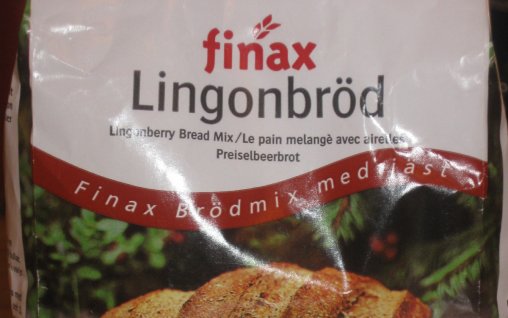 finax
Lingonbröd
Lingonberry Bread Mix/Le pain melangè avec airelles
Preiselbeerbrot
Finax Brödmix med jäst